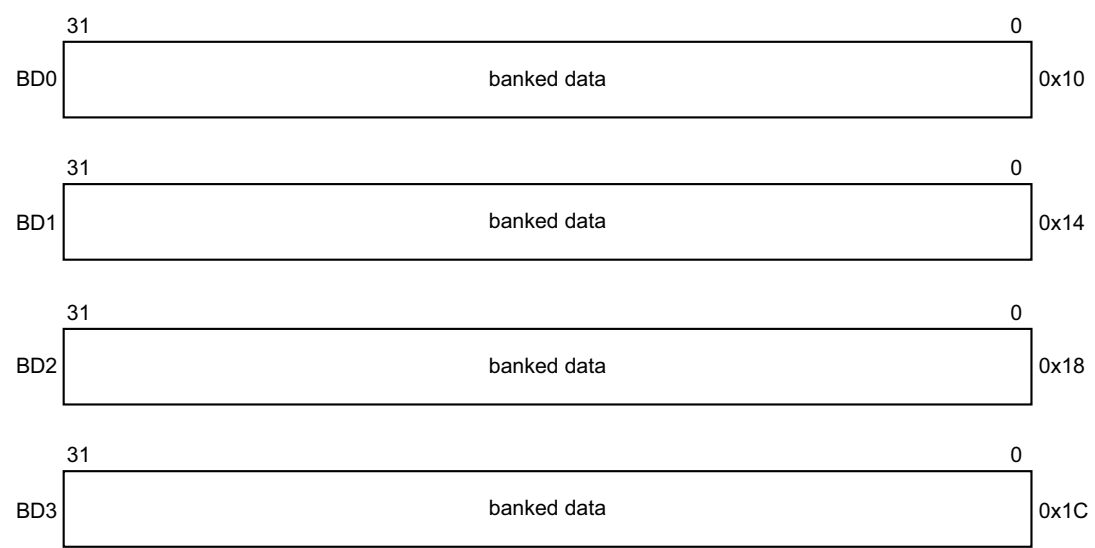 31 0
BD0 banked data 0x10
31 0
BD1 banked data 0x14
31 0
BD2 banked data 0x18
31 0
BD3 banked data 0x1C